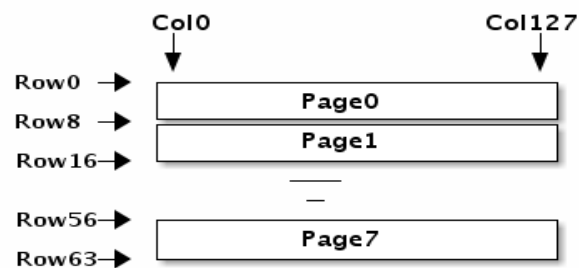 Col0 Col127
Row0
Page0
Row8
Page1
Row16
Row56
Page7
Row63